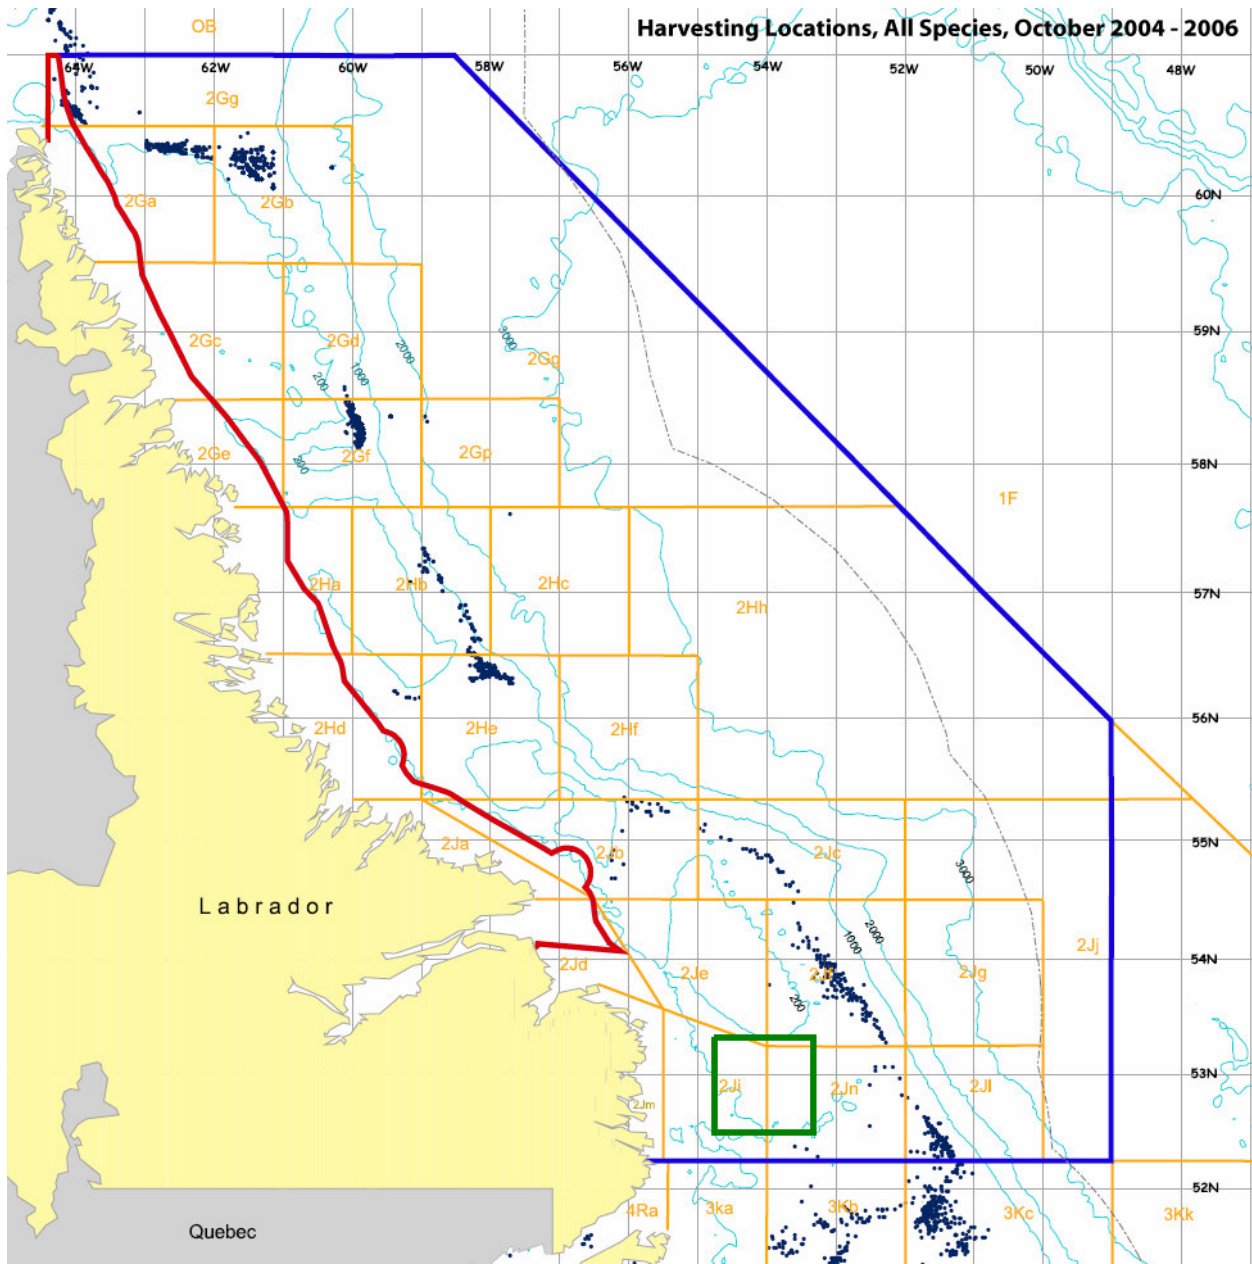 Harvesting Locations, All Species, October 2004 - 2006
OB
64W 62W 60W 58W 56W 54W 52W 50W 48W
2Gg
2Ga 2Gb 60N
59N
2Gc 2Gd 3000 2Gg
2000
1000
200
2Ge 200 2Gf 2Gp 58N
1F
2Ha 2Hb 2Hc 57N
2Hh
56N
2Hd 2He 2Hf
2Ja 2Jb 2Jc 55N
3000
Labrador
2000
1000
2Jj
54N
2Jd 2Je 2Jf 2Jg
200
53N
2Ji 2Jn 2Jl
2Jm
52N
4Ra 3ka 3Kb 3Kc 3Kk
Quebec